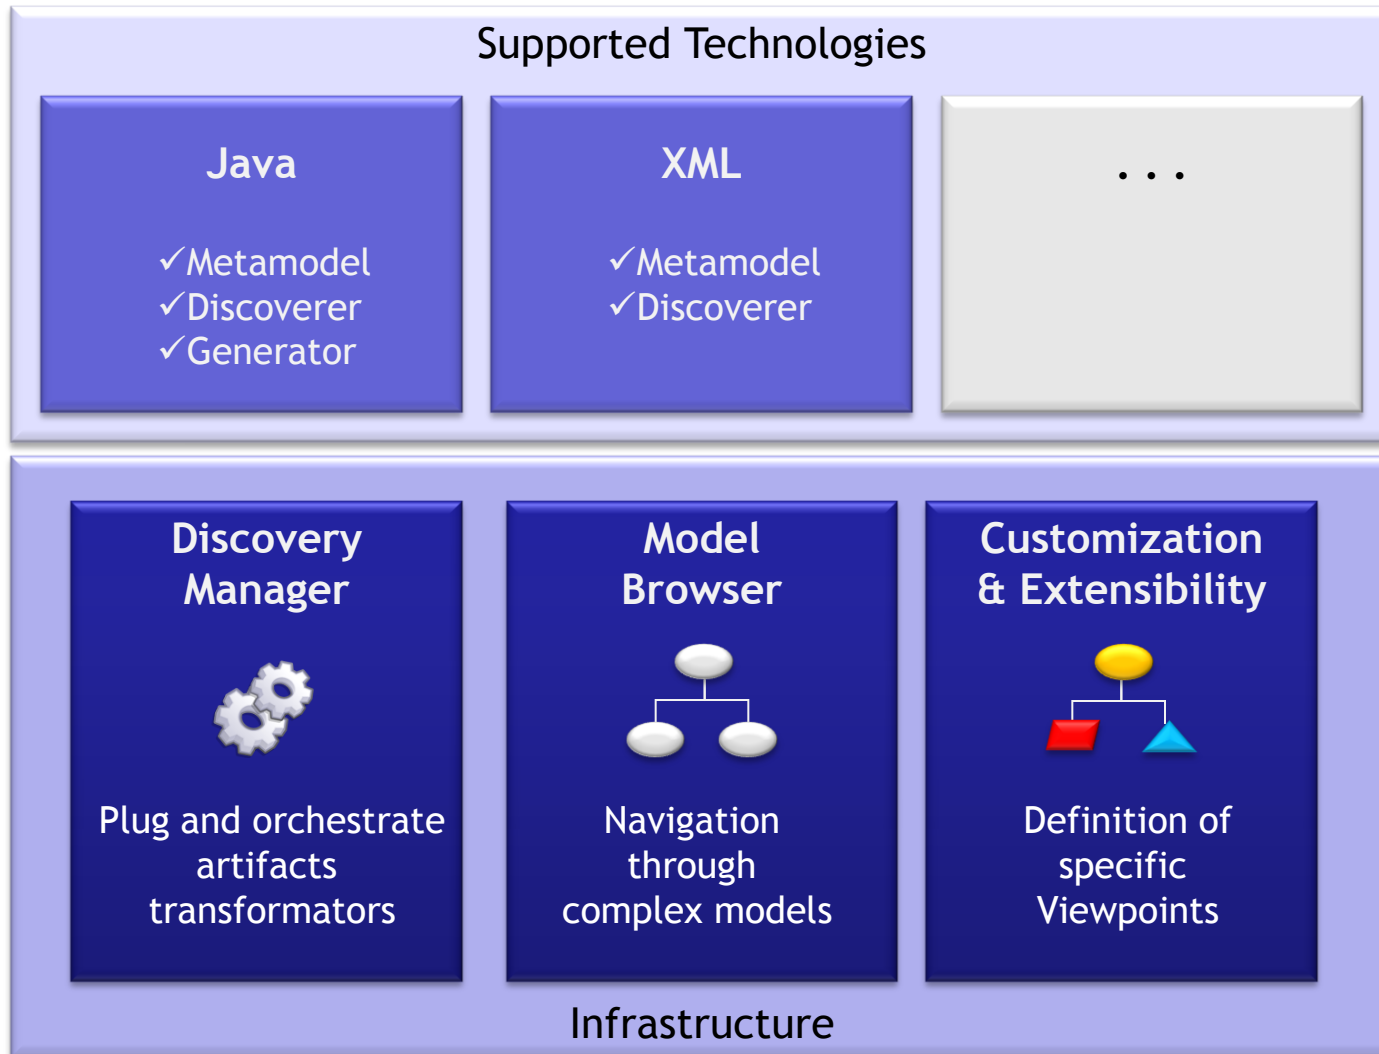 Supported Technologies
Java
✓Metamodel
✓Discoverer
✓Generator
XML
✓Metamodel
✓Discoverer
. . .
Discovery
Manager
Plug and orchestrate
artifacts
transformators
Model
Browser
Navigation
through
complex models
Customization
& Extensibility
Definition of
specific
Viewpoints
Infrastructure